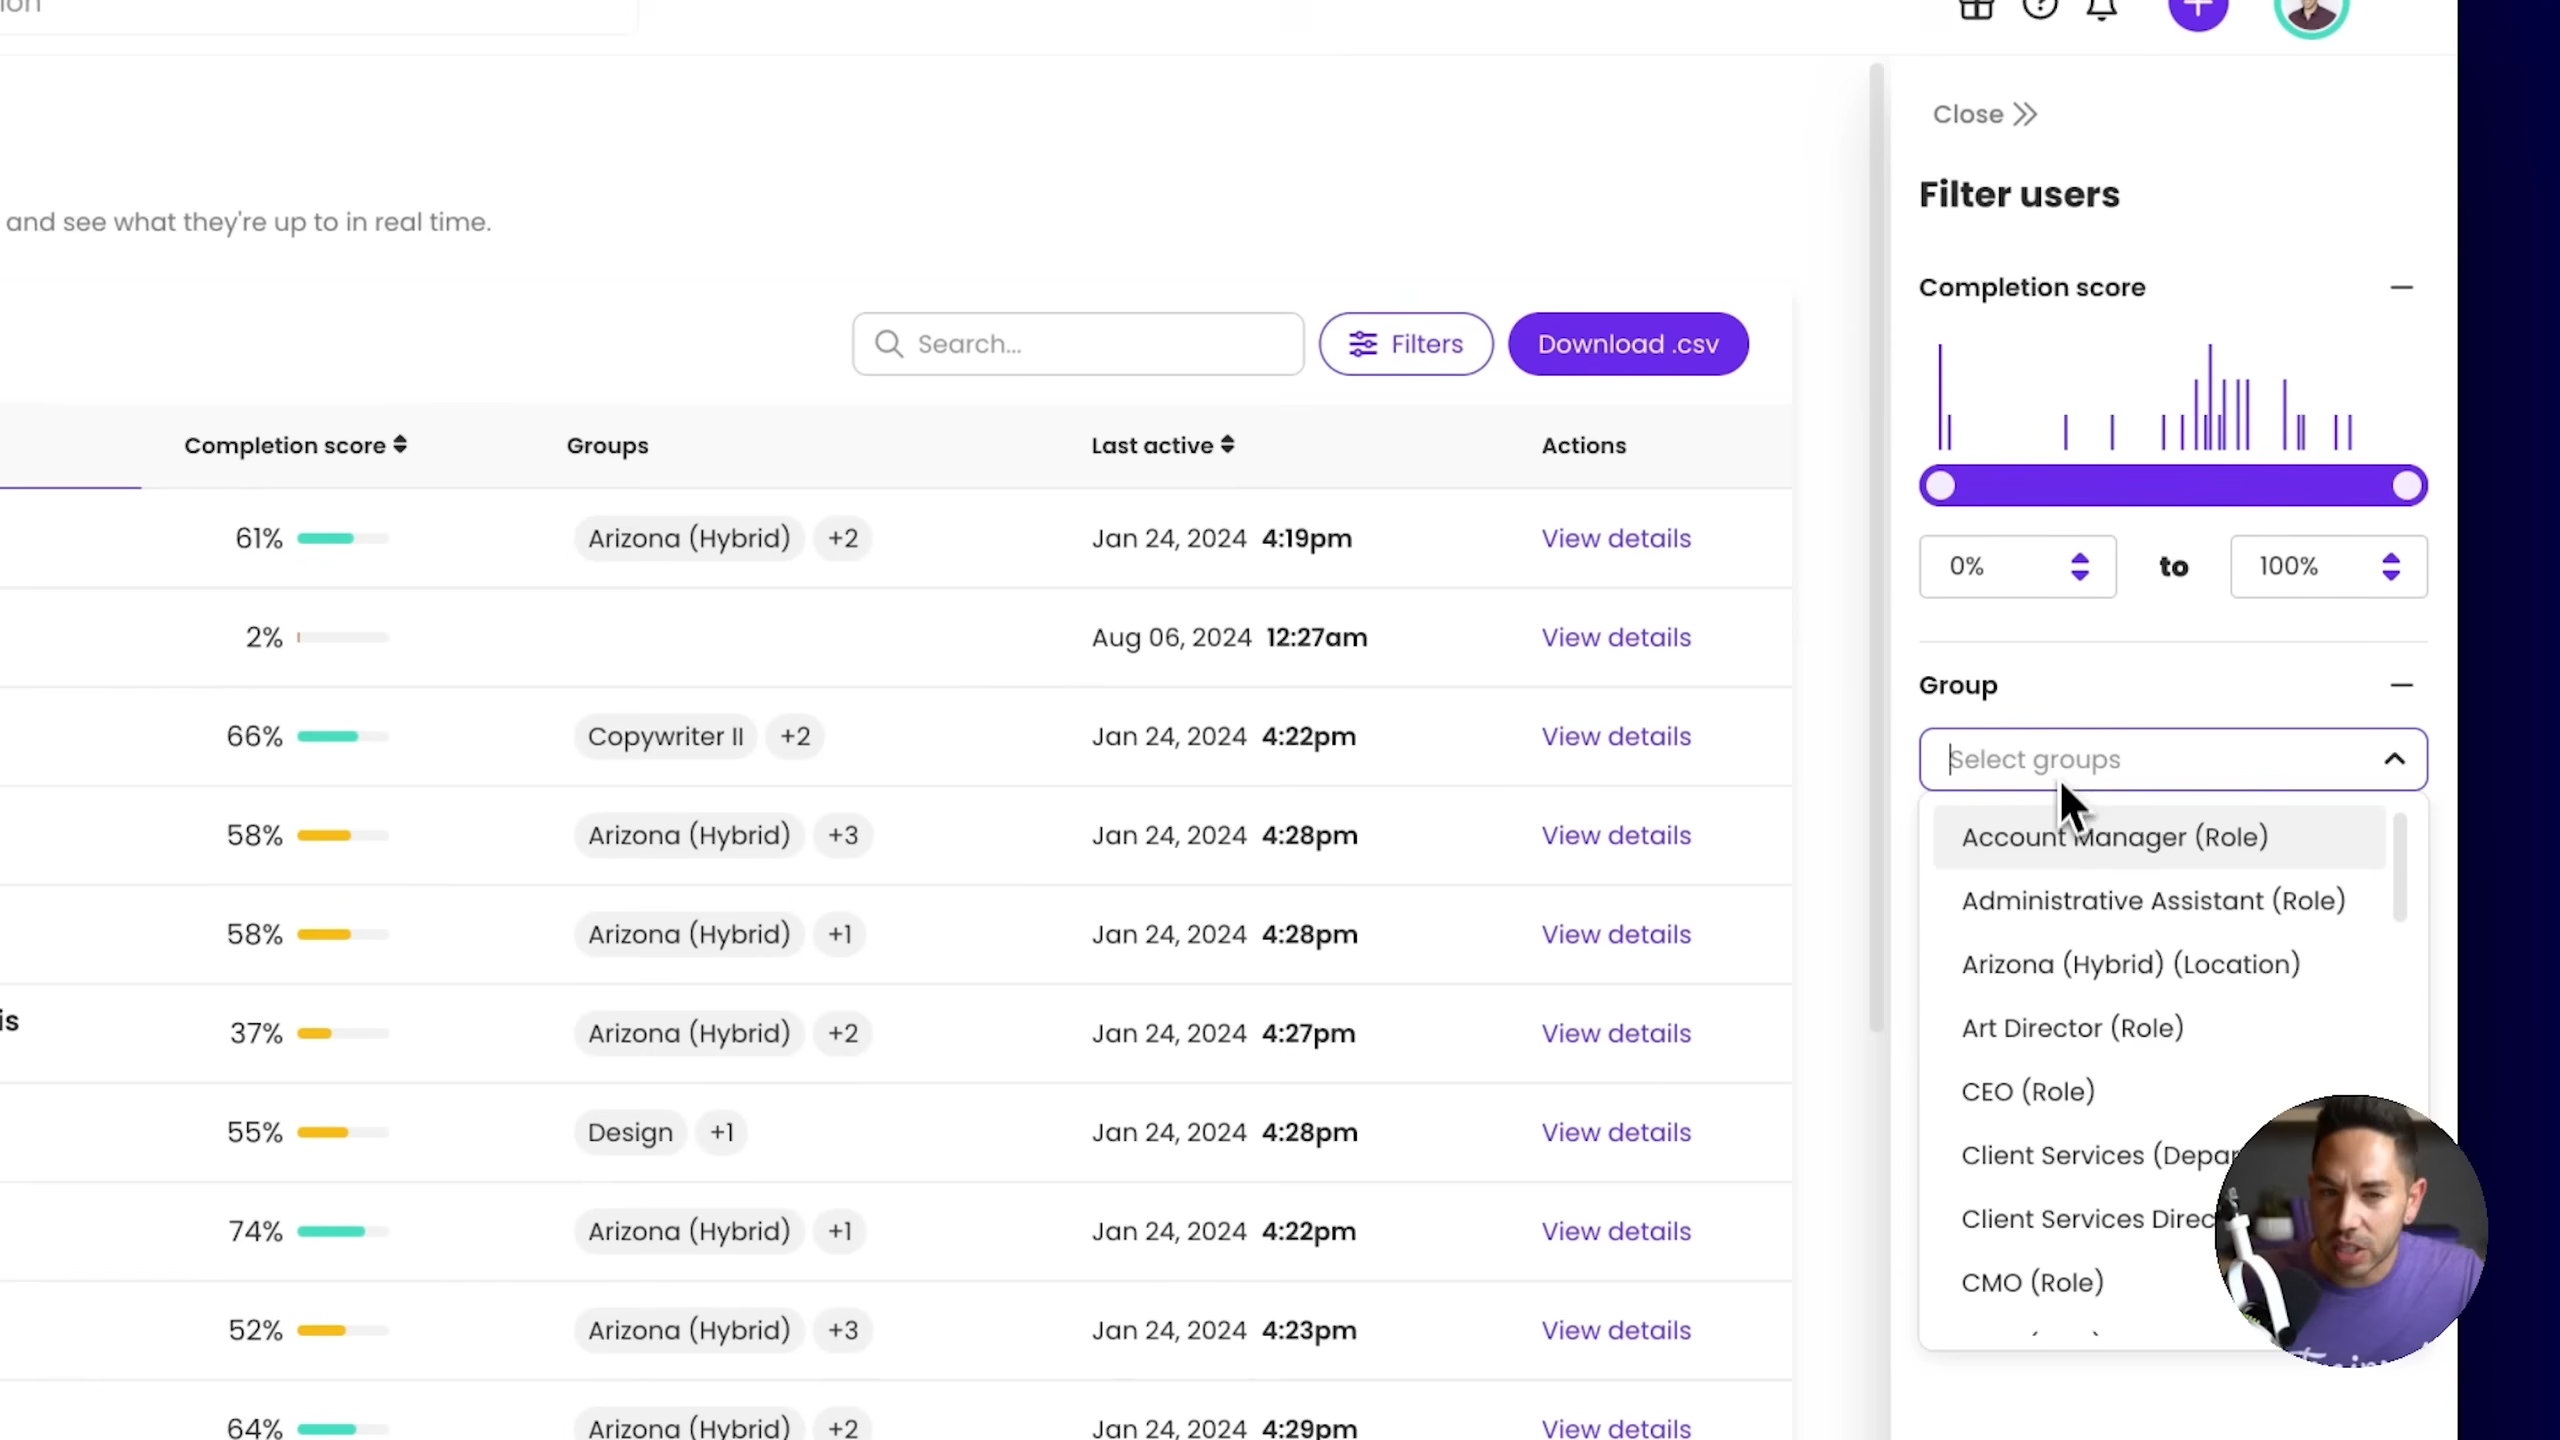 and see what they're up to in real time.
Search...
Filters
Download .csv
Completion score
Groups
Last active
Actions
61%
Arizona (Hybrid)
+2
Jan 24, 2024 4:19pm
View details
2%
Aug 06, 2024 12:27am
View details
66%
Copywriter II
+2
Jan 24, 2024 4:22pm
View details
58%
Arizona (Hybrid)
+3
Jan 24, 2024 4:28pm
View details
58%
Arizona (Hybrid)
+1
Jan 24, 2024 4:28pm
View details
is
37%
Arizona (Hybrid)
+2
Jan 24, 2024 4:27pm
View details
55%
Design
+1
Jan 24, 2024 4:28pm
View details
74%
Arizona (Hybrid)
+1
Jan 24, 2024 4:22pm
View details
52%
Arizona (Hybrid)
+3
Jan 24, 2024 4:23pm
View details
64%
Arizona (Hybrid)
+2
Jan 24, 2024 4:29pm
View details
Close
Filter users
Completion score
0%
to
100%
Group
Select groups
Account Manager (Role)
Administrative Assistant (Role)
Arizona (Hybrid) (Location)
Art Director (Role)
CEO (Role)
Client Services (Depar
Client Services Direc
CMO (Role)